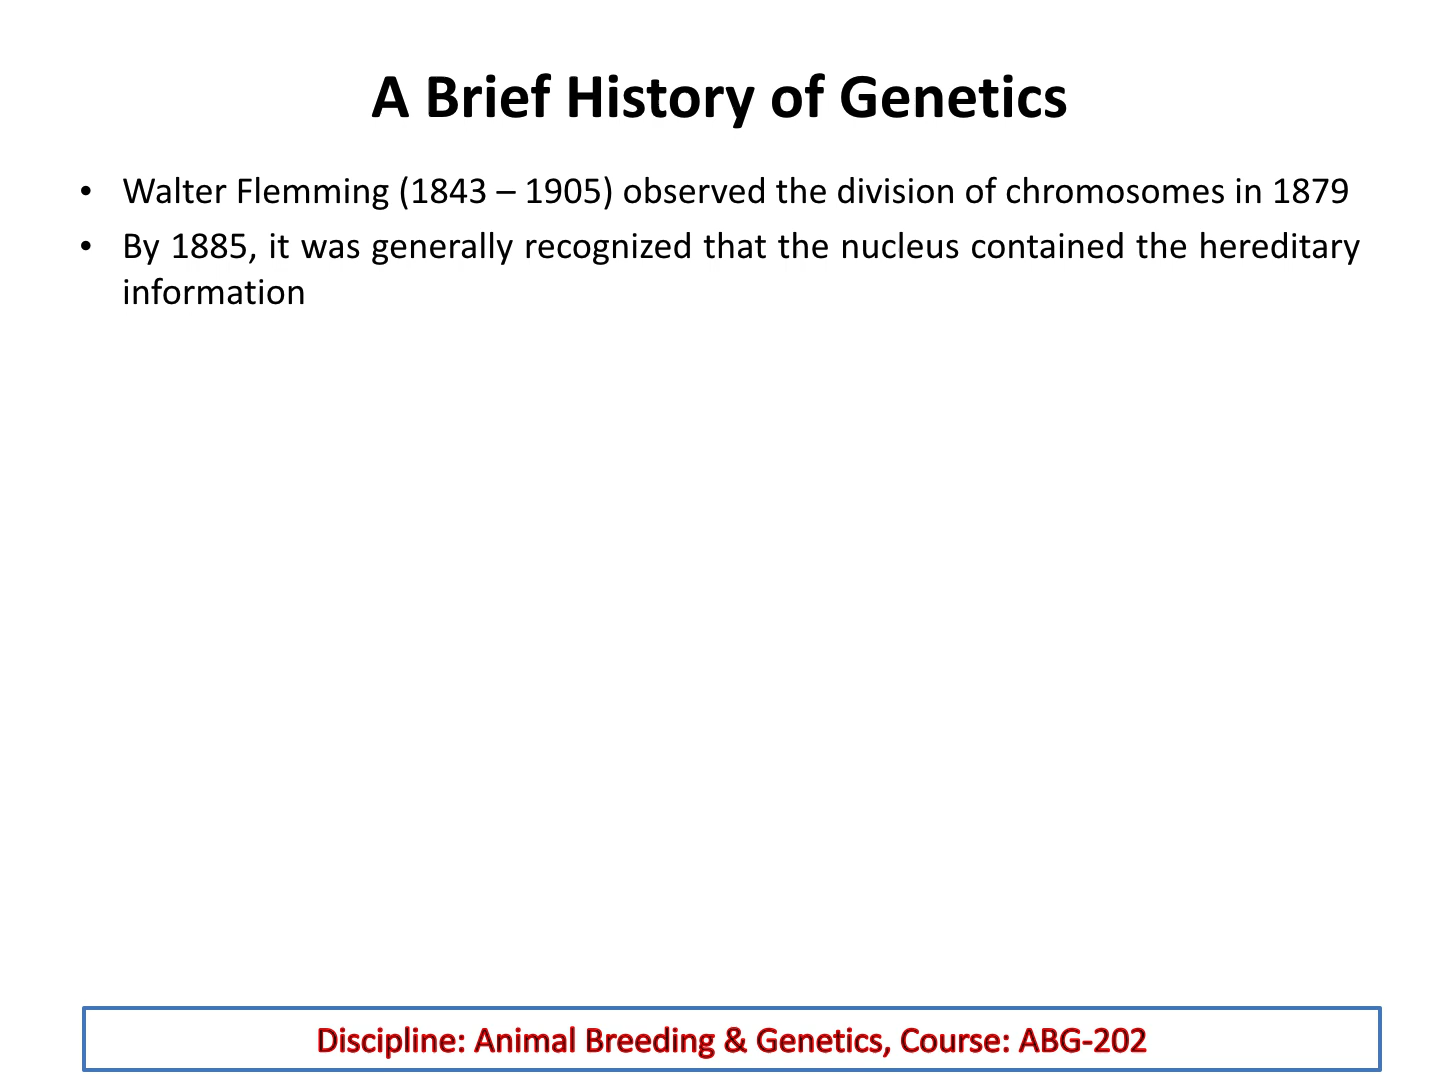 A Brief History of Genetics
• Walter Flemming (1843 – 1905) observed the division of chromosomes in 1879
• By 1885, it was generally recognized that the nucleus contained the hereditary
information
Discipline: Animal Breeding & Genetics, Course: ABG-202